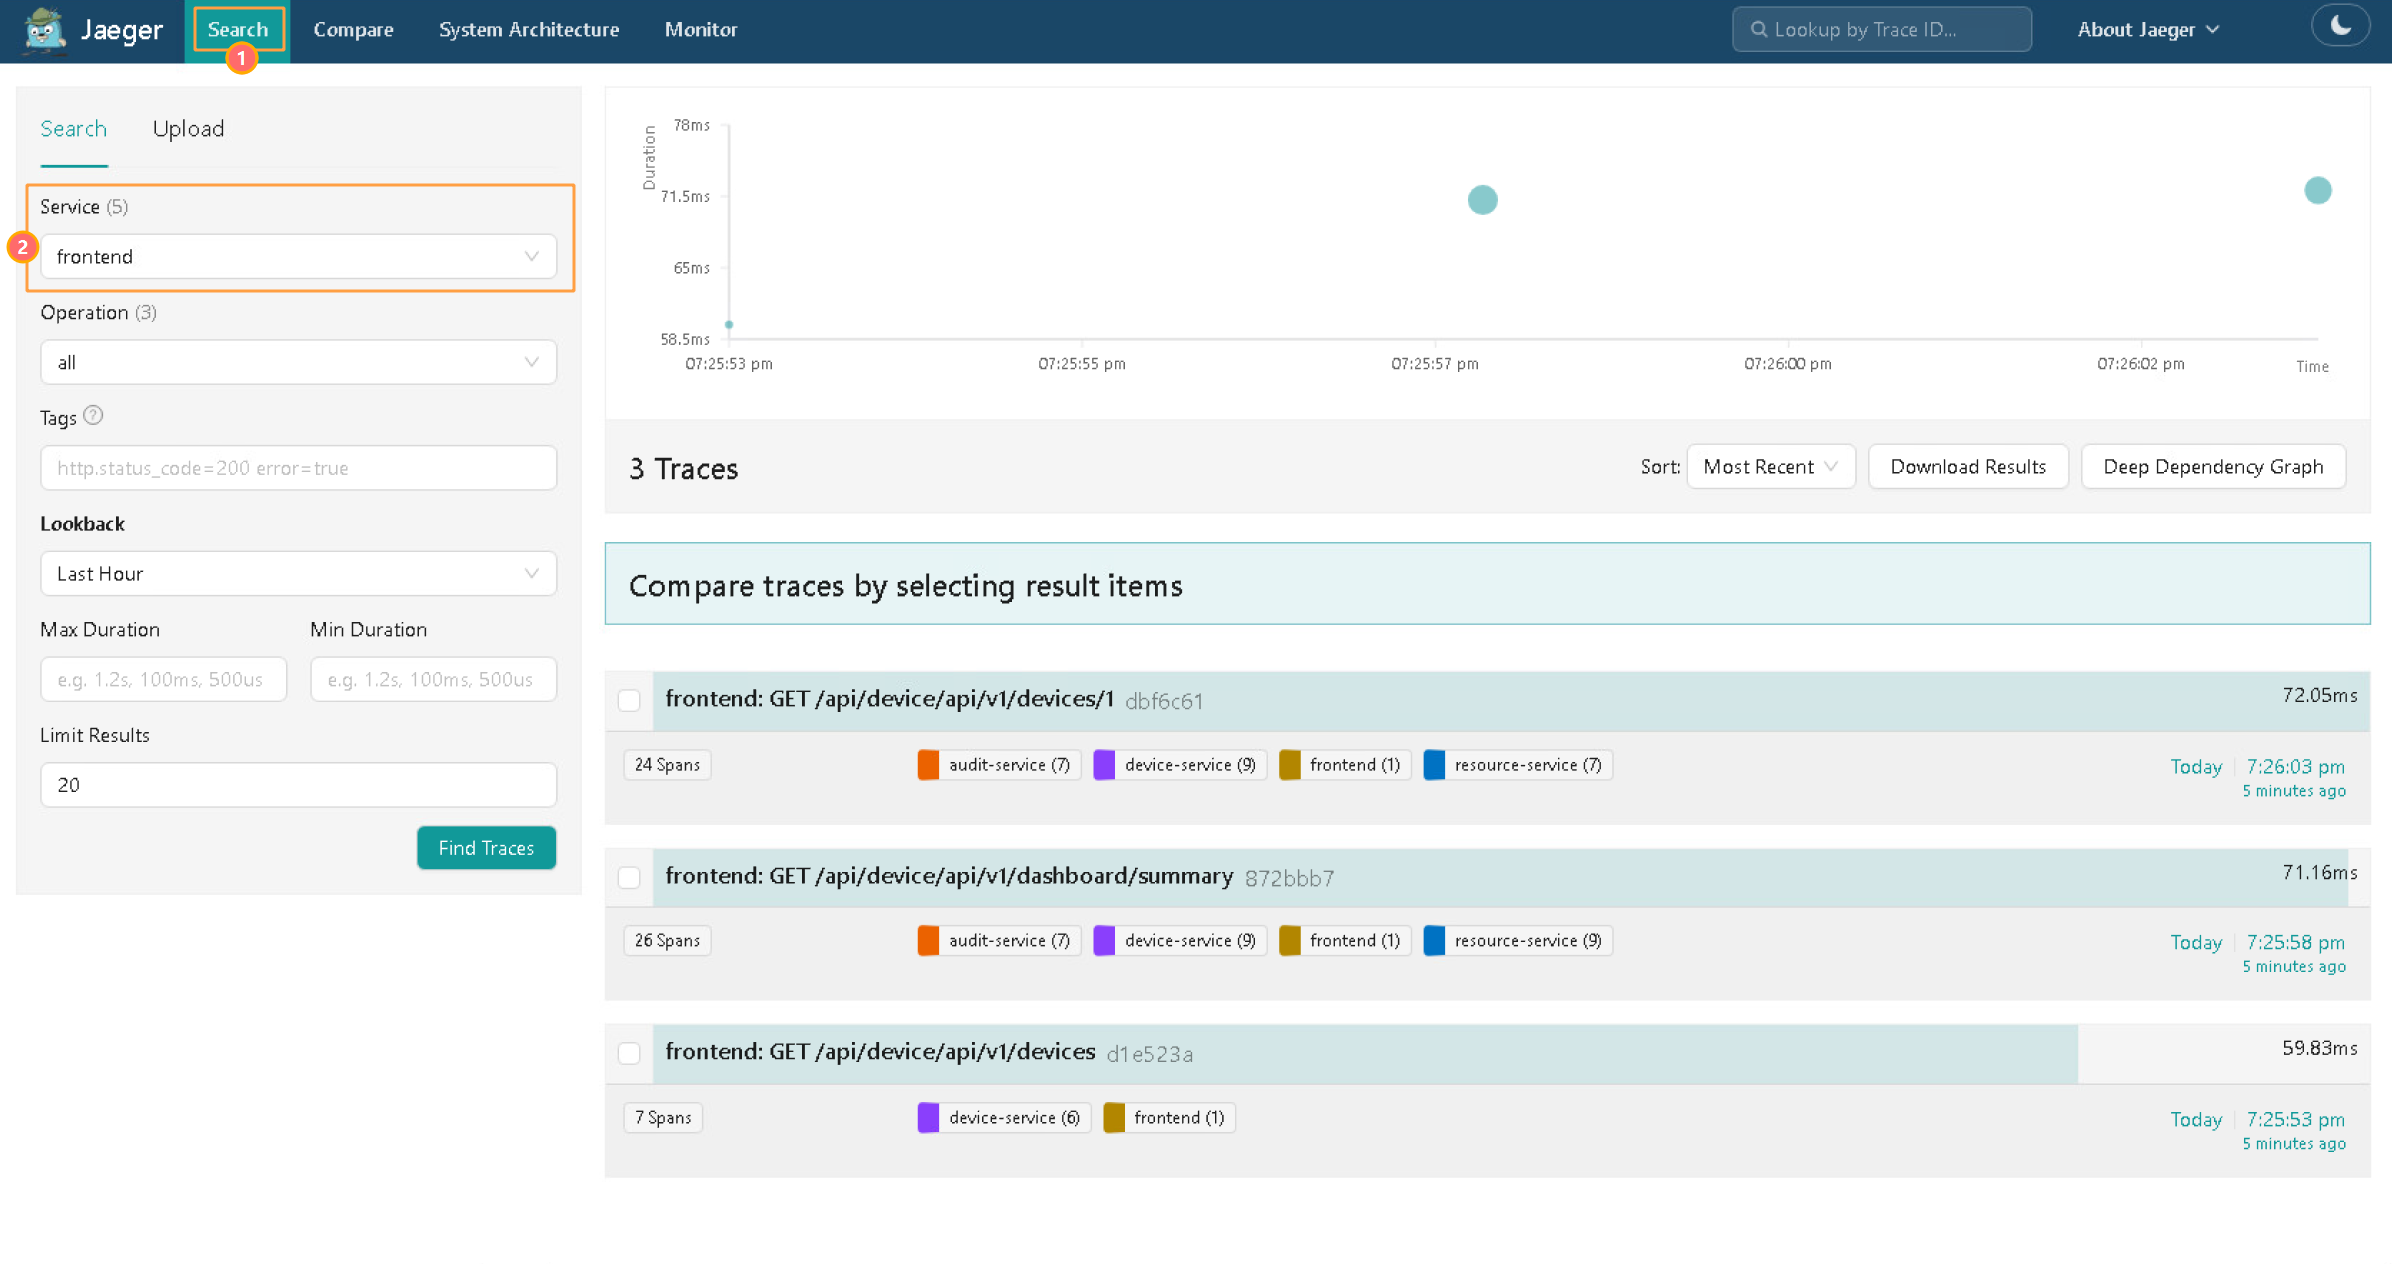 Jaeger Search Compare System Architecture Monitor Lookup by Trace ID... About Jaeger
1
Search Upload
Service (5)
2
frontend
Operation (3)
all
Tags ?
http.status_code=200 error=true
Lookback
Last Hour
Max Duration Min Duration
e.g. 1.2s, 100ms, 500us e.g. 1.2s, 100ms, 500us
Limit Results
20
Find Traces
Duration
78ms
71.5ms
65ms
58.5ms
07:25:53 pm 07:25:55 pm 07:25:57 pm 07:26:00 pm 07:26:02 pm Time
3 Traces Sort: Most Recent Download Results Deep Dependency Graph
Compare traces by selecting result items
frontend: GET /api/device/api/v1/devices/1 dbf6c61 72.05ms
24 Spans audit-service (7) device-service (9) frontend (1) resource-service (7) Today 7:26:03 pm
5 minutes ago
frontend: GET /api/device/api/v1/dashboard/summary 872bbb7 71.16ms
26 Spans audit-service (7) device-service (9) frontend (1) resource-service (9) Today 7:25:58 pm
5 minutes ago
frontend: GET /api/device/api/v1/devices d1e523a 59.83ms
7 Spans device-service (6) frontend (1) Today 7:25:53 pm
5 minutes ago